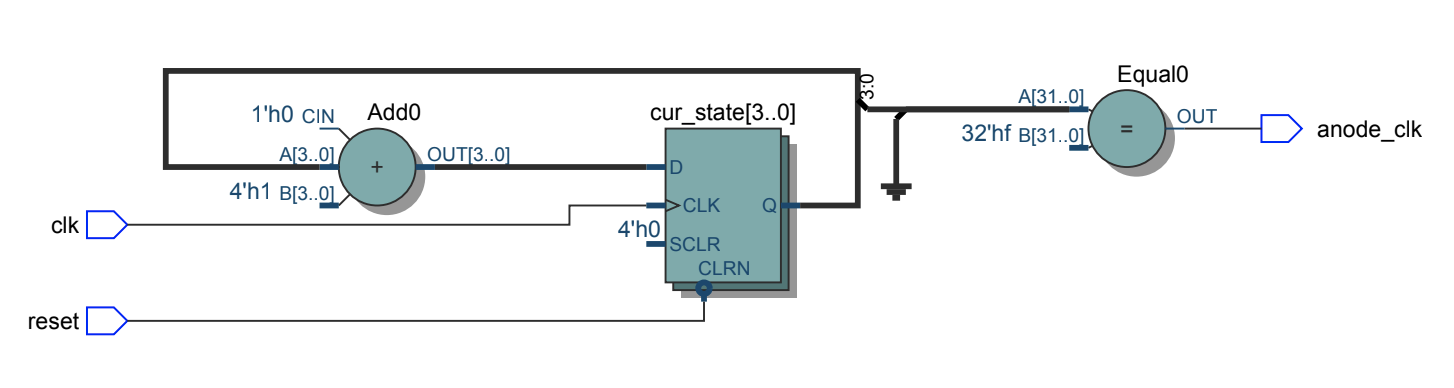 Equal0
3:0
A[31..0]
1'h0 CIN
Add0
cur_state[3..0]
OUT
32'hf B[31..0]
=
anode_clk
A[3..0]
+
OUT[3..0]
D
4'h1 B[3..0]
CLK
Q
clk
4'h0
SCLR
CLRN
reset